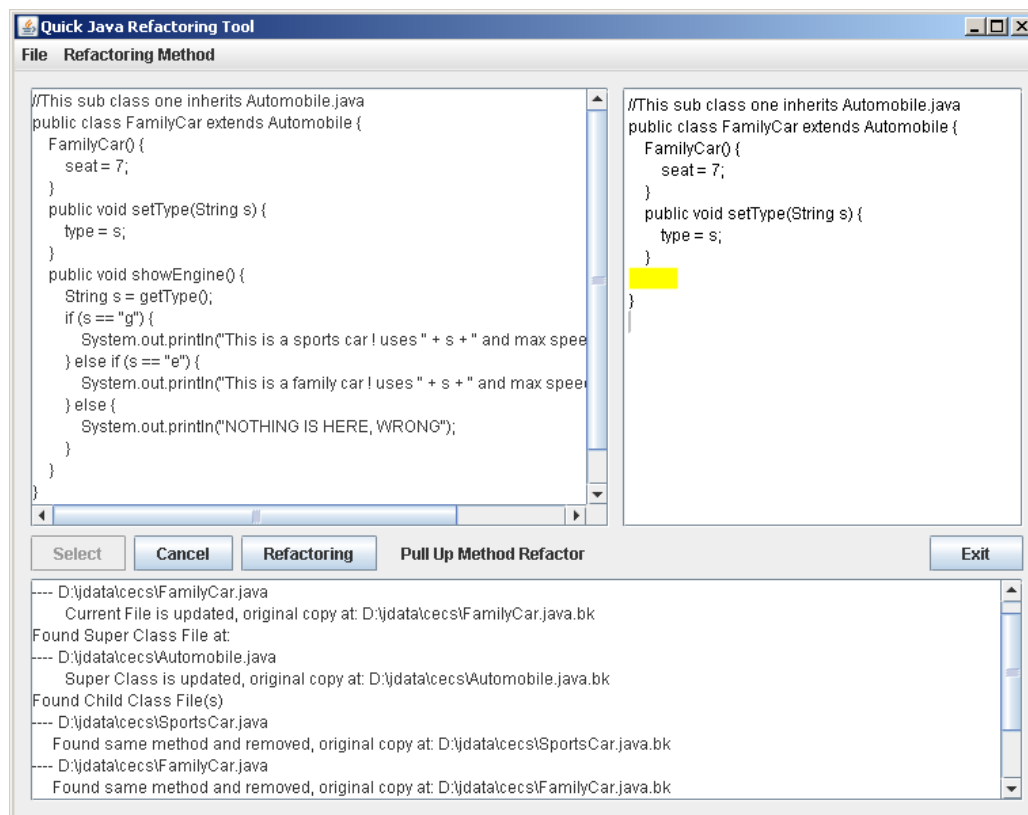 Quick Java Refactoring Tool
File Refactoring Method
//This sub class one inherits Automobile.java
public class FamilyCar extends Automobile {
FamilyCar() {
seat = 7;
}
public void setType(String s) {
type = s;
}
public void showEngine() {
String s = getType();
if (s == "g") {
System.out.println("This is a sports car ! uses " + s + " and max spee
} else if (s == "e") {
System.out.println("This is a family car ! uses " + s + " and max spee
} else {
System.out.println("NOTHING IS HERE, WRONG");
}
}
}
//This sub class one inherits Automobile.java
public class FamilyCar extends Automobile {
FamilyCar() {
seat = 7;
}
public void setType(String s) {
type = s;
}
}
Select Cancel Refactoring Pull Up Method Refactor Exit
---- D:\jdata\cecs\FamilyCar.java
Current File is updated, original copy at: D:\jdata\cecs\FamilyCar.java.bk
Found Super Class File at:
---- D:\jdata\cecs\Automobile.java
Super Class is updated, original copy at: D:\jdata\cecs\Automobile.java.bk
Found Child Class File(s)
---- D:\jdata\cecs\SportsCar.java
Found same method and removed, original copy at: D:\jdata\cecs\SportsCar.java.bk
---- D:\jdata\cecs\FamilyCar.java
Found same method and removed, original copy at: D:\jdata\cecs\FamilyCar.java.bk